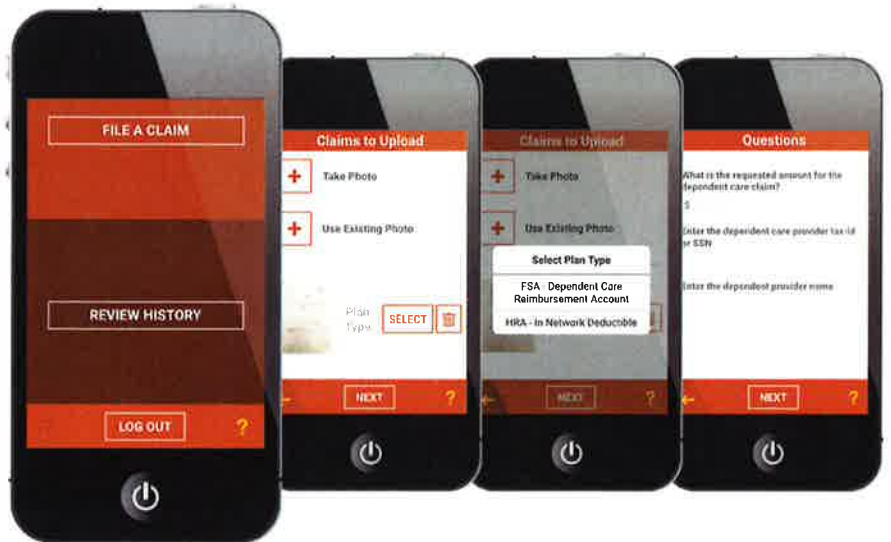 FILE A CLAIM
REVIEW HISTORY
LOG OUT
?
Claims to Upload
+ Take Photo
+ Use Existing Photo
Plan
Type
SELECT
NEXT
?
Claims to Upload
+ Take Photo
+ Use Existing Photo
Select Plan Type
FSA - Dependent Care
Reimbursement Account
HRA - In Network Deductible
NEXT
?
Questions
What is the requested amount for the
dependent care claim?
$
Enter the dependent care provider tax-id
or SSN
Enter the dependent provider name
NEXT
?